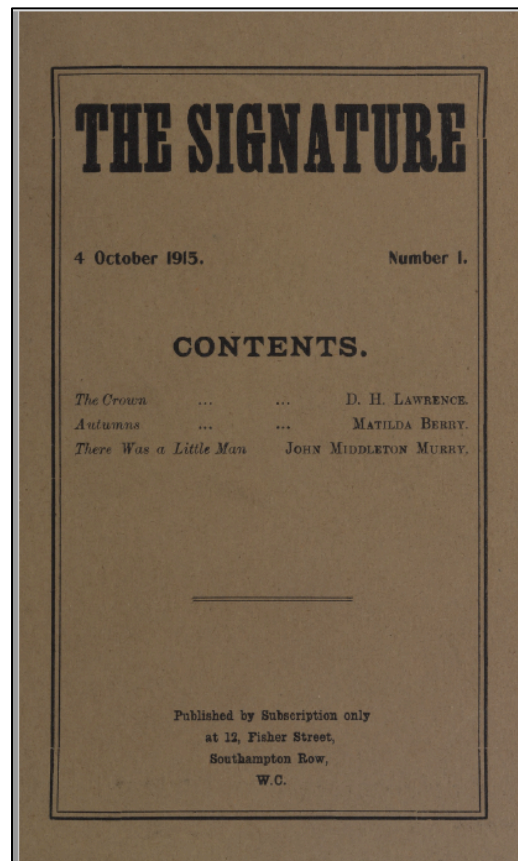 THE SIGNATURE
4 October 1915. Number 1.
CONTENTS.
The Crown ... ... D. H. LAWRENCE.
Autumns ... ... MATILDA BERRY.
There Was a Little Man JOHN MIDDLETON MURRY.
Published by Subscription only
at 12, Fisher Street,
Southampton Row,
W.C.